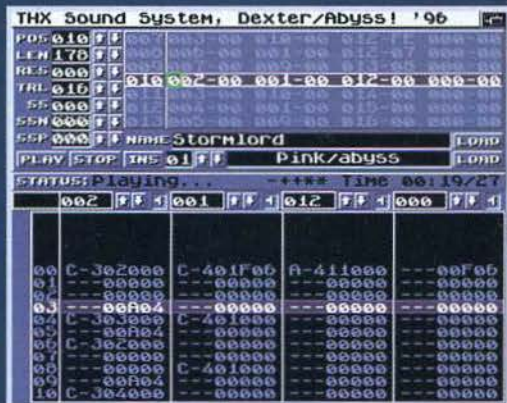 THX Sound System, Dexter/Abyss! '96
POS 010
LEN 178
RES 000
TRL 016 010 002-00 001-00 012-00 000-00
SS 000
SSN 000
SSP 000 NAME Stormlord LOAD
PLAY STOP INS 01 Pink/abyss LOAD
STATUS: Playing... -++** Time 00:19/27
002 001 012 000
00 C-302000 C-401F06 A-411000 ---00F06
01 ---00000 ---00000 ---00000
02 ---00000 ---00000 ---00000
03 ---00A04 ---00000 ---00000 ---00000
04 C-303000 C-401000 ---00000 ---00000
05 ---00A04 ---00000 ---00000 ---00000
06 C-302000 ---00000 ---00000 ---00000
07 ---00000 ---00000 ---00000 ---00000
08 ---00000 C-401000 ---00000 ---00000
09 ---00A04 ---00000 ---00000 ---00000
10 C-304000 ---00000 ---00000 ---00000